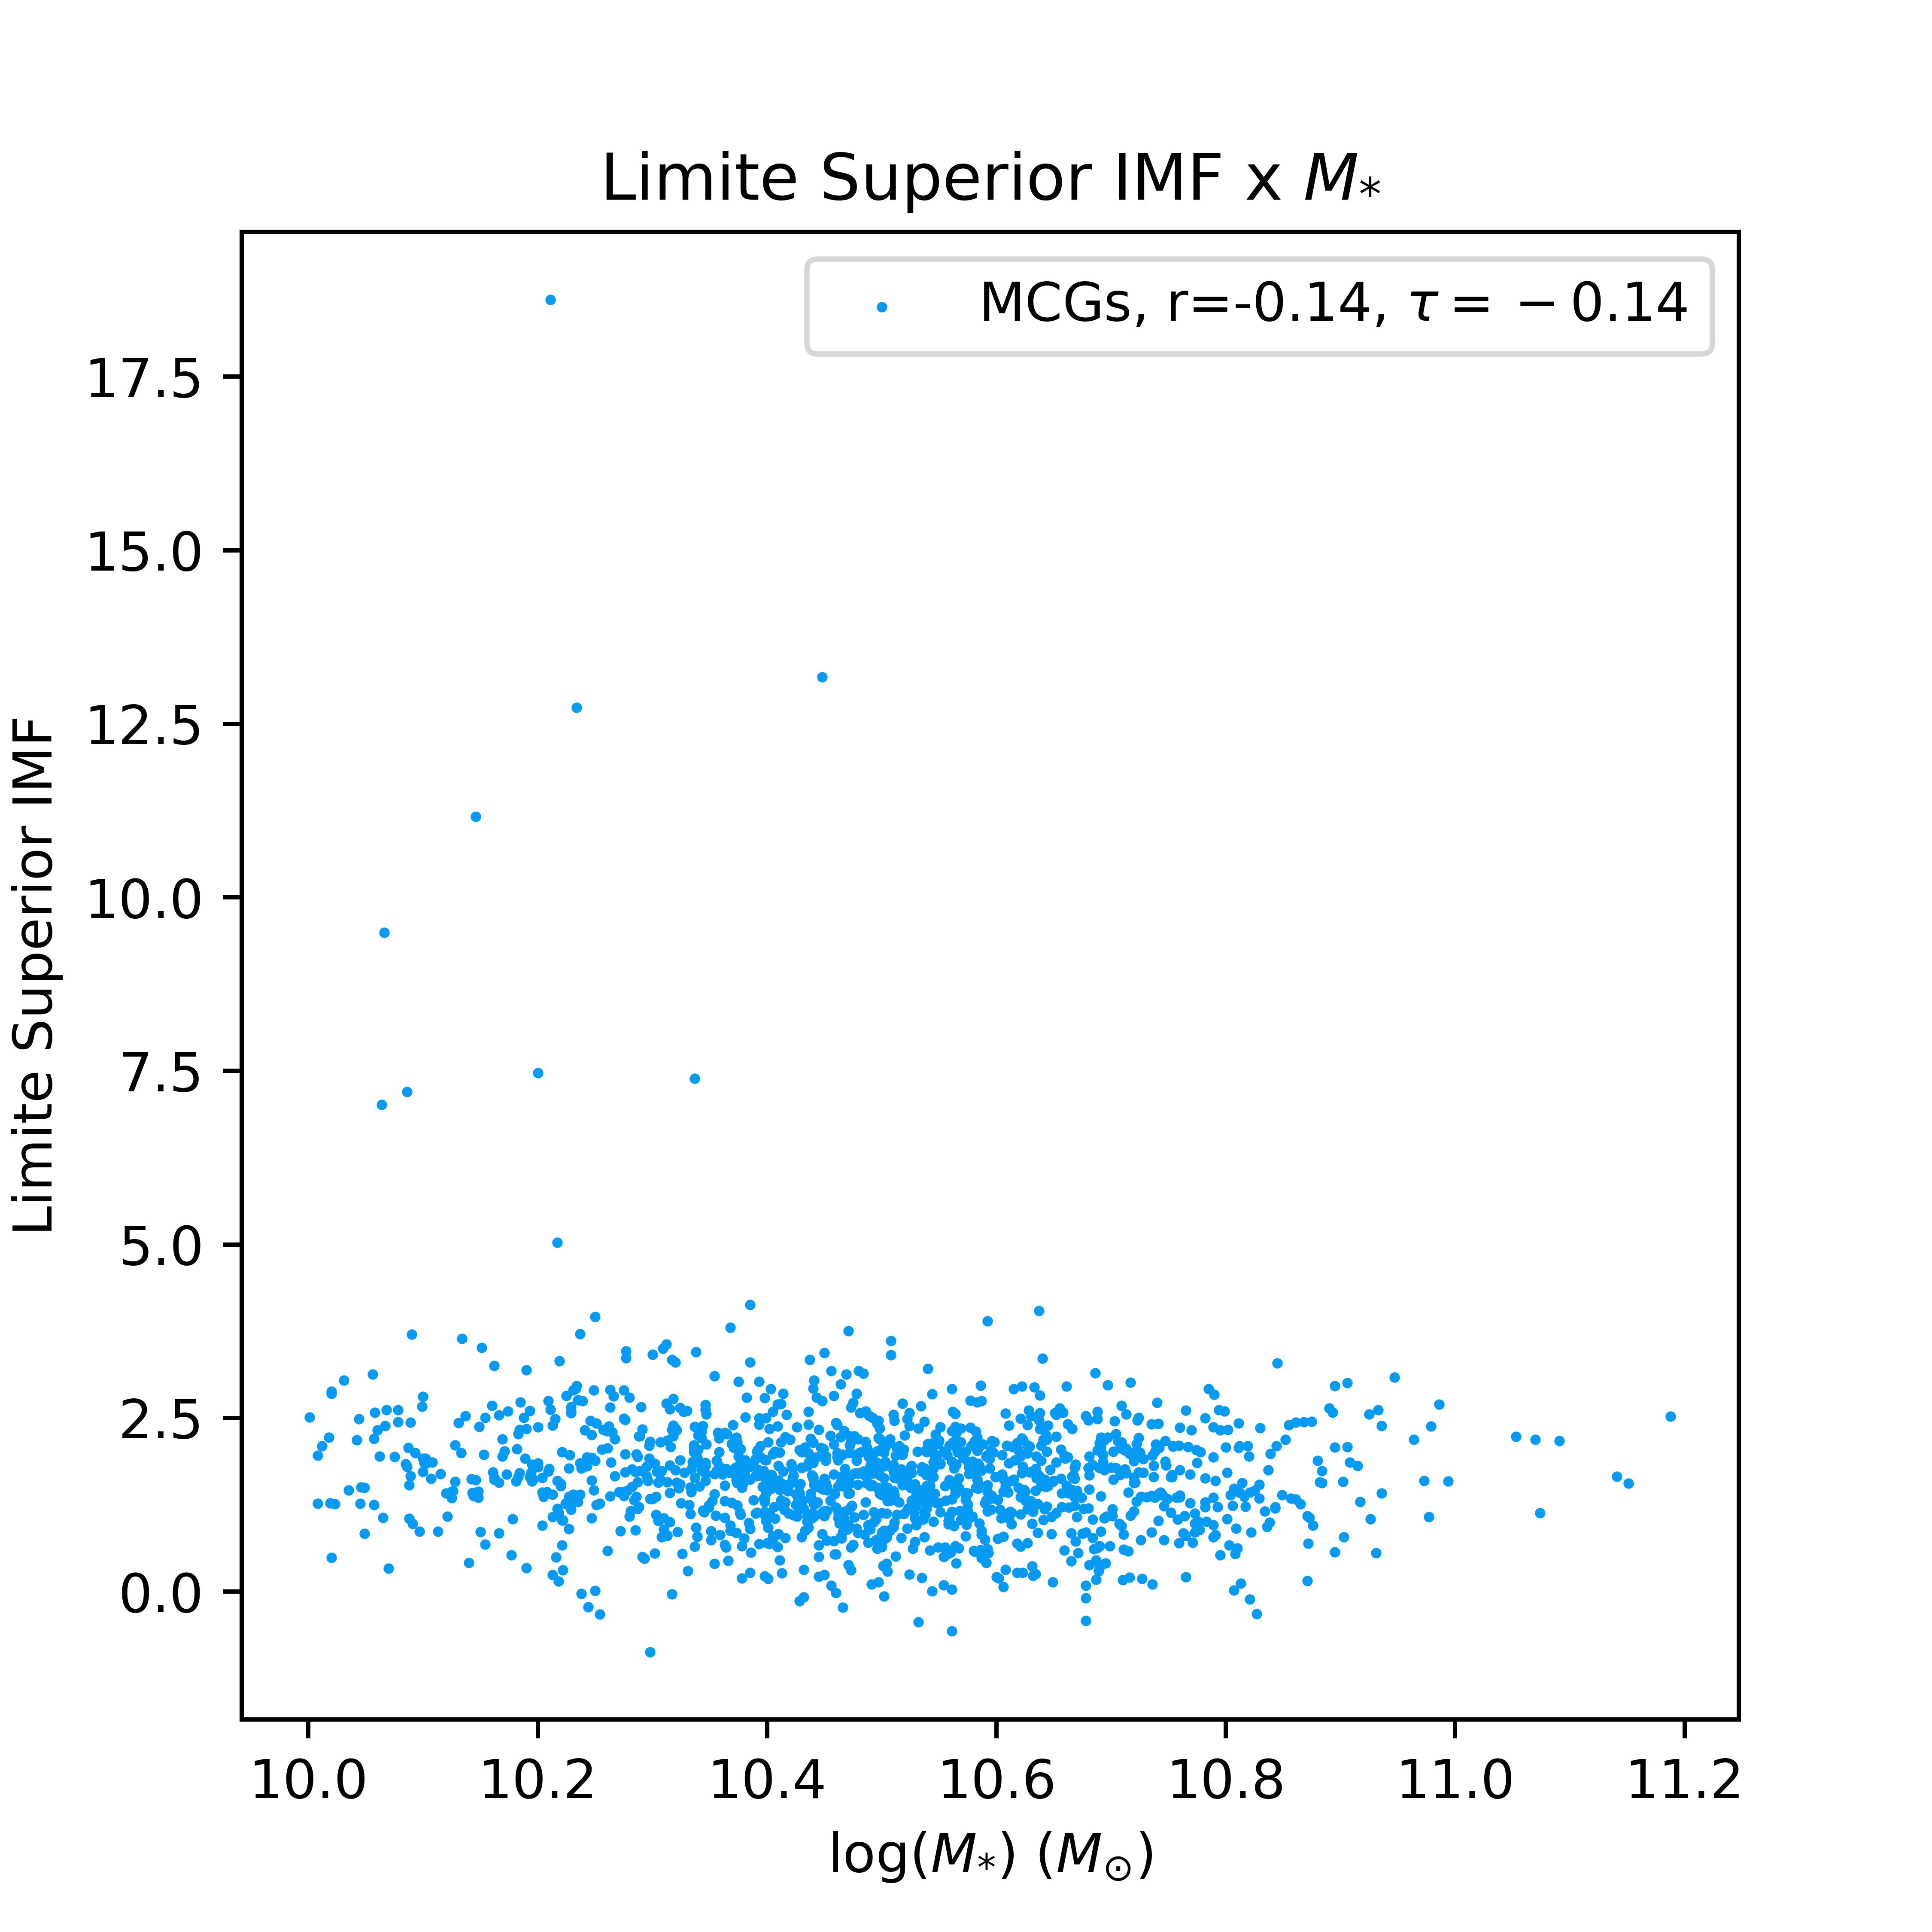 Limite Superior IMF x M*
MCGs, r=-0.14, τ = − 0.14
17.5
15.0
12.5
10.0
7.5
5.0
2.5
0.0
Limite Superior IMF
10.0 10.2 10.4 10.6 10.8 11.0 11.2
log(M*) (M⊙)